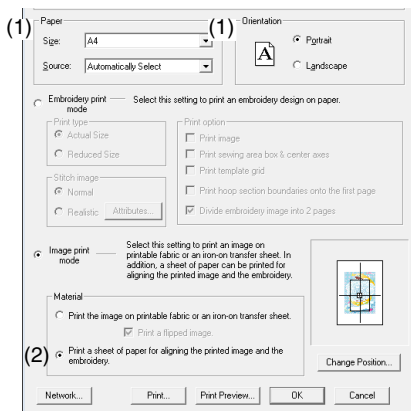 (1) Paper
(1) Orientation
Size: A4
Source: Automatically Select
A
Portrait
Landscape
Embroidery print mode
Select this setting to print an embroidery design on paper.
Print type
Actual Size
Reduced Size
Stitch image
Normal
Realistic Attributes...
Print option
Print image
Print sewing area box & center axes
Print template grid
Print hoop section boundaries onto the first page
Divide embroidery image into 2 pages
Image print
mode
Select this setting to print an image on
printable fabric or an iron-on transfer sheet. In
addition, a sheet of paper can be printed for
aligning the printed image and the embroidery.
Material
Print the image on printable fabric or an iron-on transfer sheet.
Print a flipped image.
(2) Print a sheet of paper for aligning the printed image and the
embroidery.
Change Position...
Network... Print... Print Preview... OK Cancel